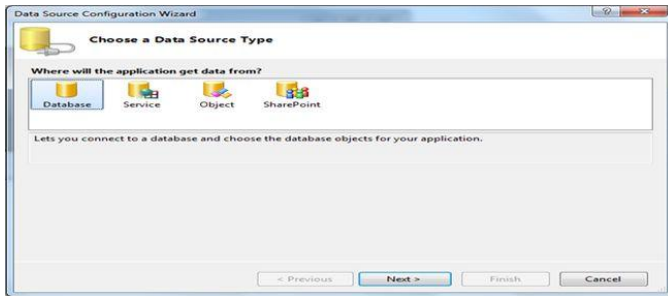 Data Source Configuration Wizard
Choose a Data Source Type
Where will the application get data from?
Database Service Object SharePoint
Lets you connect to a database and choose the database objects for your application.
< Previous Next > Finish Cancel